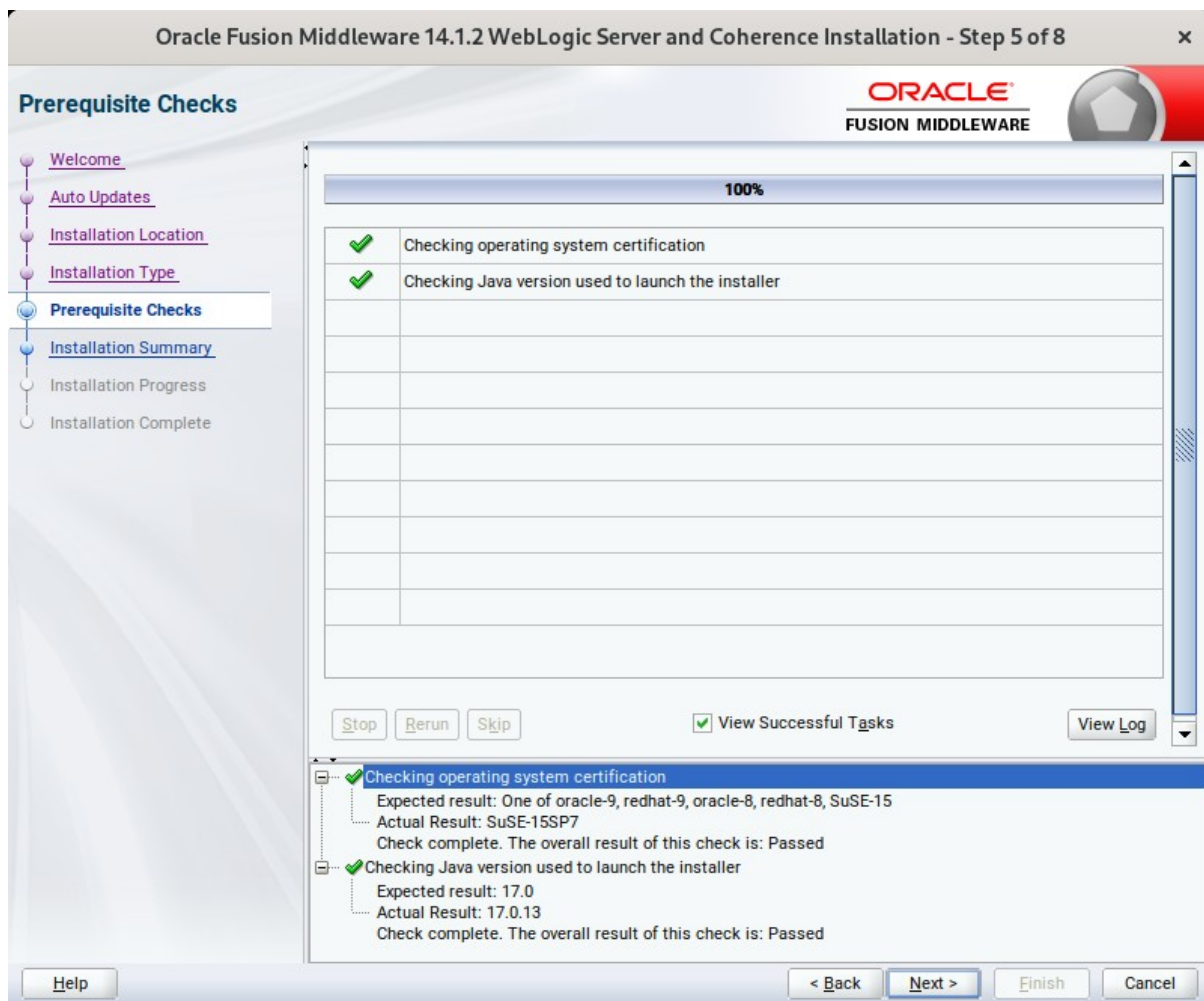 Oracle Fusion Middleware 14.1.2 WebLogic Server and Coherence Installation - Step 5 of 8
Prerequisite Checks
ORACLE
FUSION MIDDLEWARE
Welcome
Auto Updates
Installation Location
Installation Type
Prerequisite Checks
Installation Summary
Installation Progress
Installation Complete
100%
Checking operating system certification
Checking Java version used to launch the installer
Stop Rerun Skip View Successful Tasks View Log
Checking operating system certification
Expected result: One of oracle-9, redhat-9, oracle-8, redhat-8, SuSE-15
Actual Result: SuSE-15SP7
Check complete. The overall result of this check is: Passed
Checking Java version used to launch the installer
Expected result: 17.0
Actual Result: 17.0.13
Check complete. The overall result of this check is: Passed
Help < Back Next > Finish Cancel